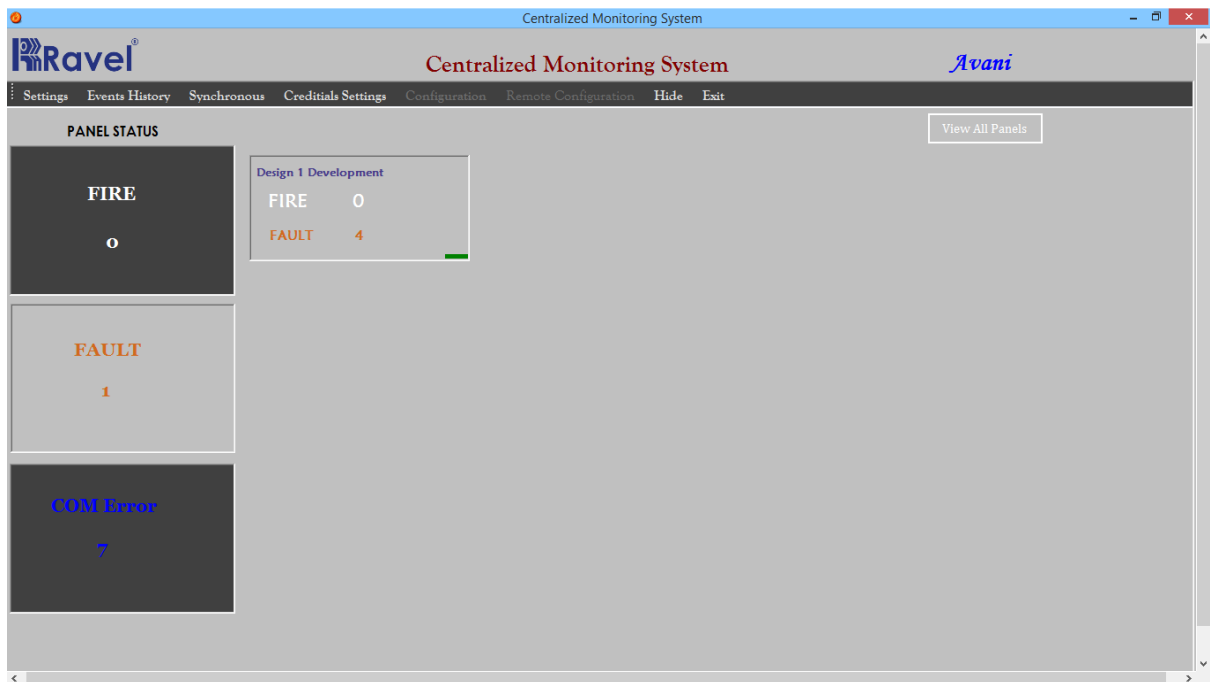 Centralized Monitoring System
Ravel®
Centralized Monitoring System
Avani
Settings Events History Synchronous Creditials Settings Configuration Remote Configuration Hide Exit
PANEL STATUS
View All Panels
FIRE
0
Design 1 Development
FIRE 0
FAULT 4
FAULT
1
COM Error
7